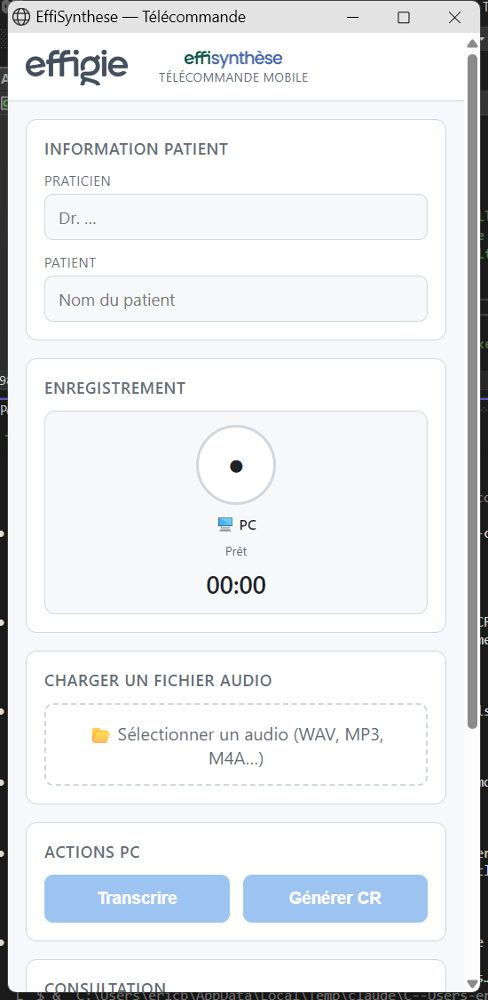 EffiSynthese — Télécommande
effigie
effisynthèse
TÉLÉCOMMANDE MOBILE
INFORMATION PATIENT
PRATICIEN
Dr. ...
PATIENT
Nom du patient
ENREGISTREMENT
PC
Prêt
00:00
CHARGER UN FICHIER AUDIO
Sélectionner un audio (WAV, MP3,
M4A...)
ACTIONS PC
Transcrire
Générer CR
CONSULTATION